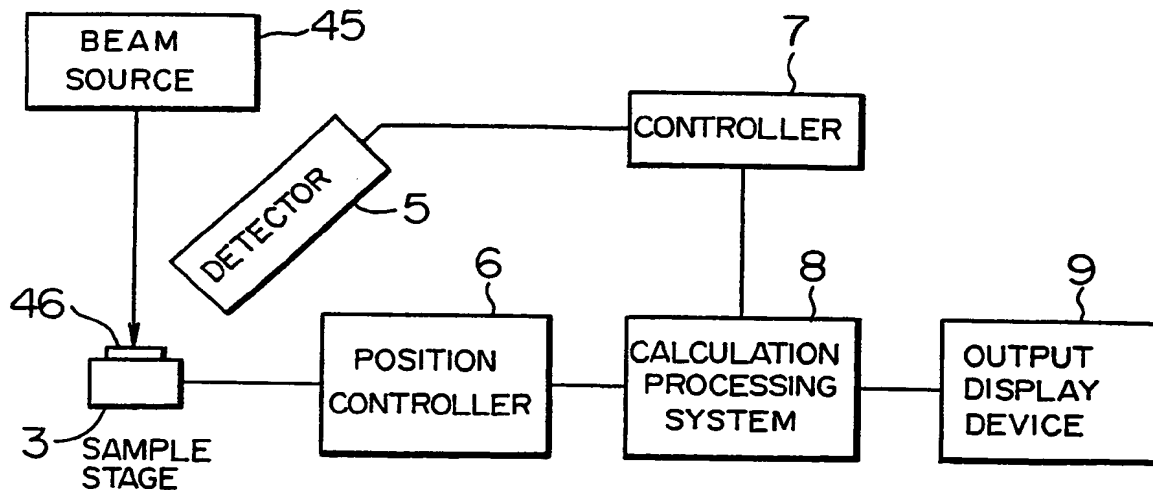 45
BEAM
SOURCE
7
CONTROLLER
DETECTOR
5
46
3
SAMPLE
STAGE
6
POSITION
CONTROLLER
8
CALCULATION
PROCESSING
SYSTEM
9
OUTPUT
DISPLAY
DEVICE